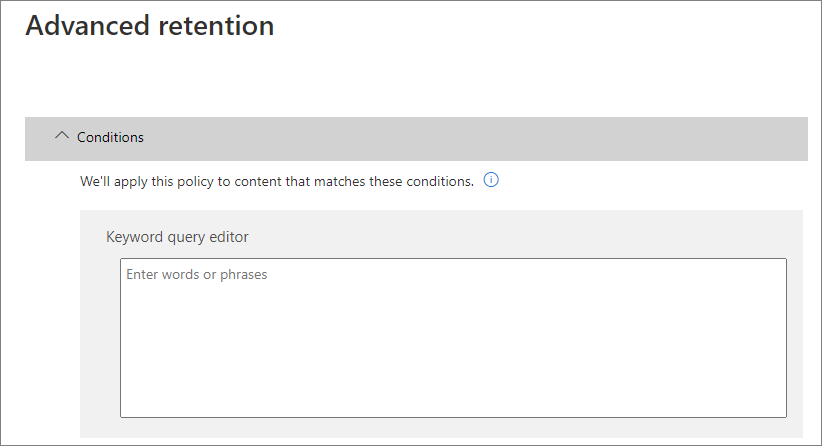 Advanced retention
Conditions
We'll apply this policy to content that matches these conditions.
Keyword query editor
Enter words or phrases